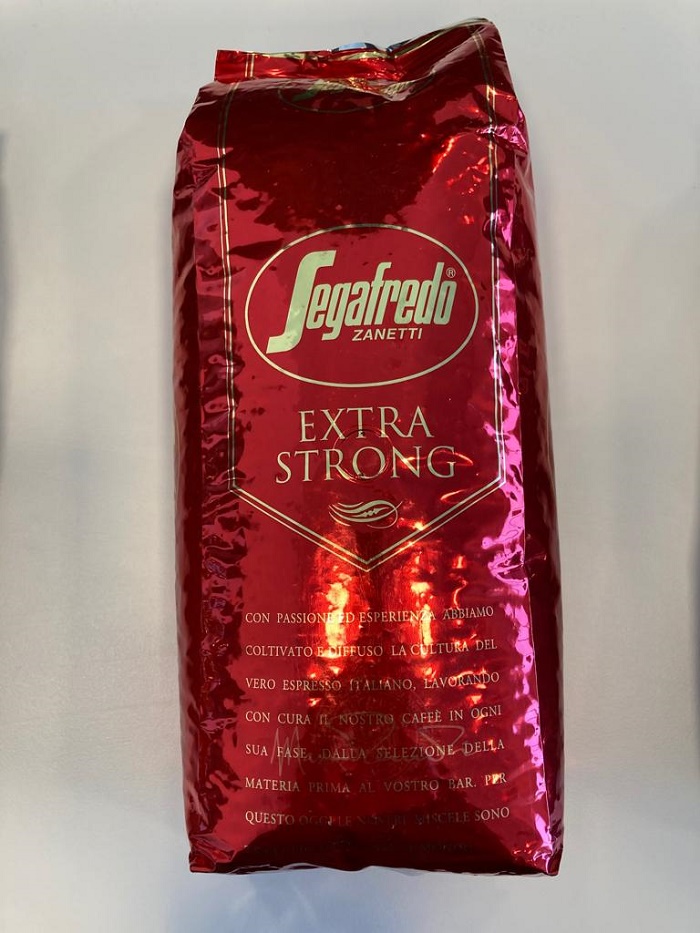 Segafredo®
ZANETTI
EXTRA
STRONG
CON PASSIONE ED ESPERIENZA ABBIAMO
COLTIVATO E DIFFUSO LA CULTURA DEL
VERO ESPRESSO ITALIANO, LAVORANDO
CON CURA IL NOSTRO CAFFÈ IN OGNI
SUA FASE, DALLA SELEZIONE DELLA
MATERIA PRIMA AL VOSTRO BAR. PER
QUESTO OGGI LE NOSTRE MISCELE SONO